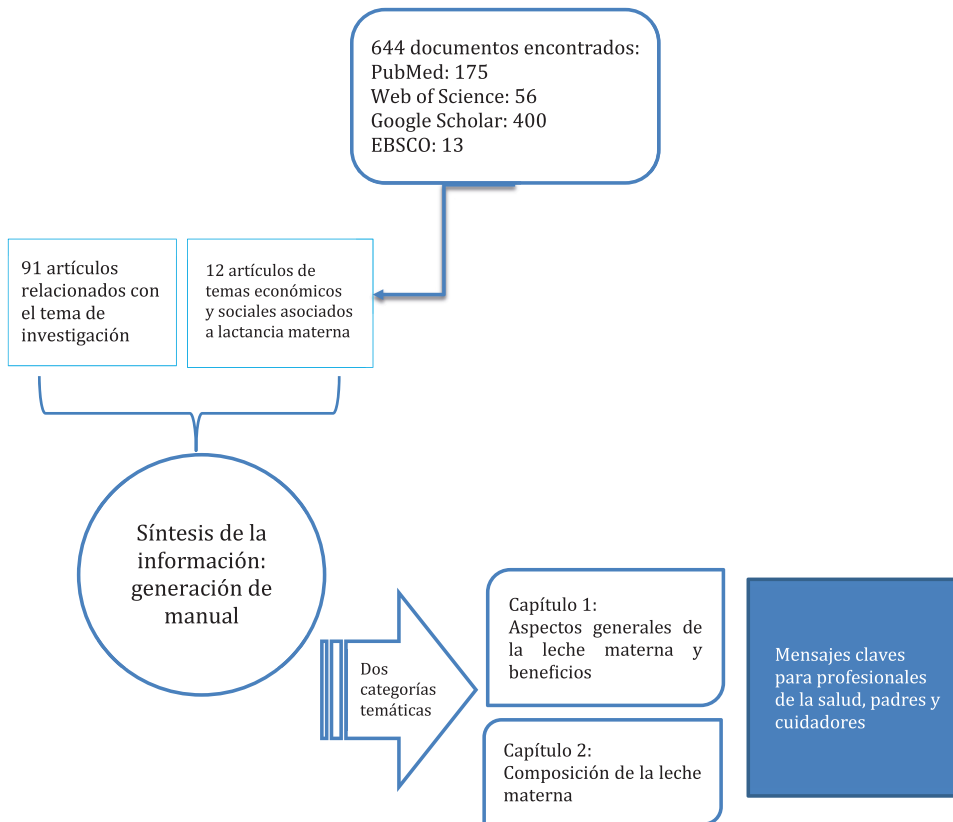 644 documentos encontrados:
PubMed: 175
Web of Science: 56
Google Scholar: 400
EBSCO: 13
91 artículos
relacionados con
el tema de
investigación
12 artículos de
temas económicos
y sociales asociados
a lactancia materna
Síntesis de la
información:
generación de
manual
Dos
categorías
temáticas
Capítulo 1:
Aspectos generales de
la leche materna y
beneficios
Capítulo 2:
Composición de la leche
materna
Mensajes claves
para profesionales
de la salud, padres y
cuidadores